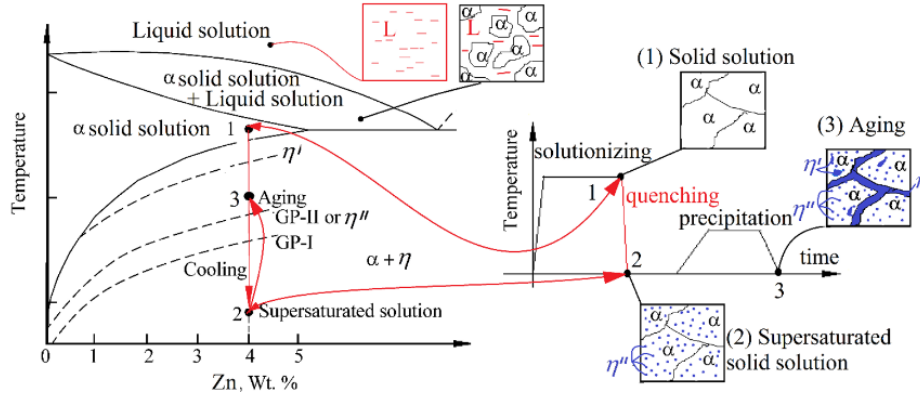 Liquid solution
L
α
α
α
α
α
L
α
α
α solid solution
+ Liquid solution
(1) Solid solution
α
α
α
α solid solution
1
η'
Temperature
3
Aging
GP-II or η''
GP-I
α + η
Cooling
2
Supersaturated solution
0
1
2
3
4
5
Zn, Wt. %
Temperature
solutionizing
1
quenching
precipitation
2
time
3
(3) Aging
η'
η''
α
α
α
η''
α
α
α
(2) Supersaturated
solid solution